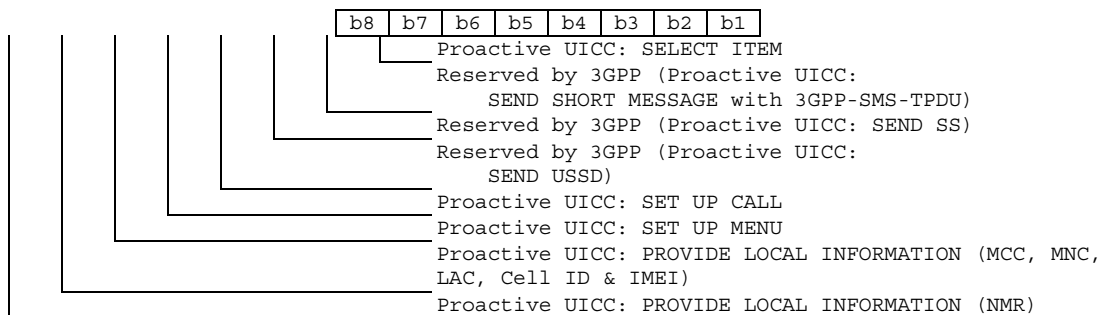 b8 b7 b6 b5 b4 b3 b2 b1
Proactive UICC: SELECT ITEM
Reserved by 3GPP (Proactive UICC:
SEND SHORT MESSAGE with 3GPP-SMS-TPDU)
Reserved by 3GPP (Proactive UICC: SEND SS)
Reserved by 3GPP (Proactive UICC:
SEND USSD)
Proactive UICC: SET UP CALL
Proactive UICC: SET UP MENU
Proactive UICC: PROVIDE LOCAL INFORMATION (MCC, MNC,
LAC, Cell ID & IMEI)
Proactive UICC: PROVIDE LOCAL INFORMATION (NMR)